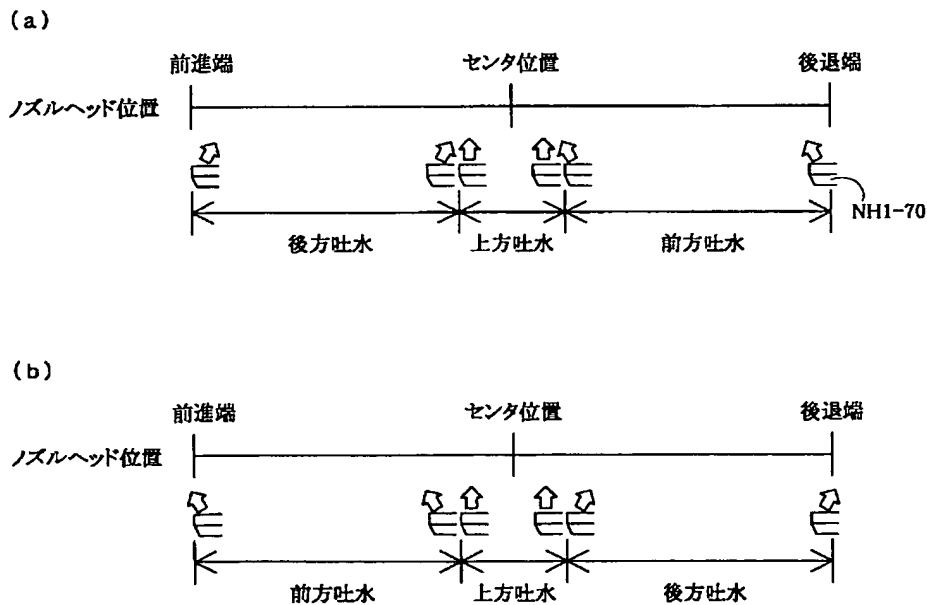 (a)
前進端 センタ位置 後退端
ノズルヘッド位置
NH1-70
後方吐水 上方吐水 前方吐水
(b)
前進端 センタ位置 後退端
ノズルヘッド位置
前方吐水 上方吐水 後方吐水